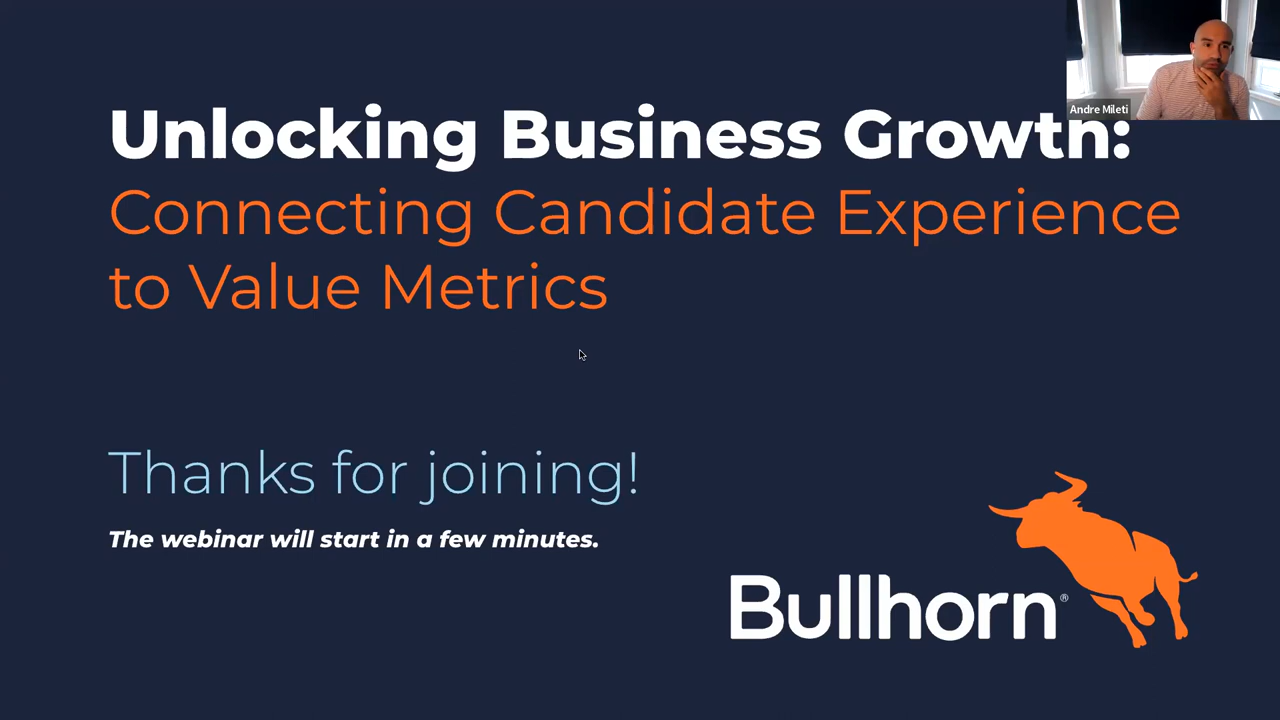 Andre Mileti
Unlocking Business Growth:
Connecting Candidate Experience
to Value Metrics
Thanks for joining!
The webinar will start in a few minutes.
Bullhorn®